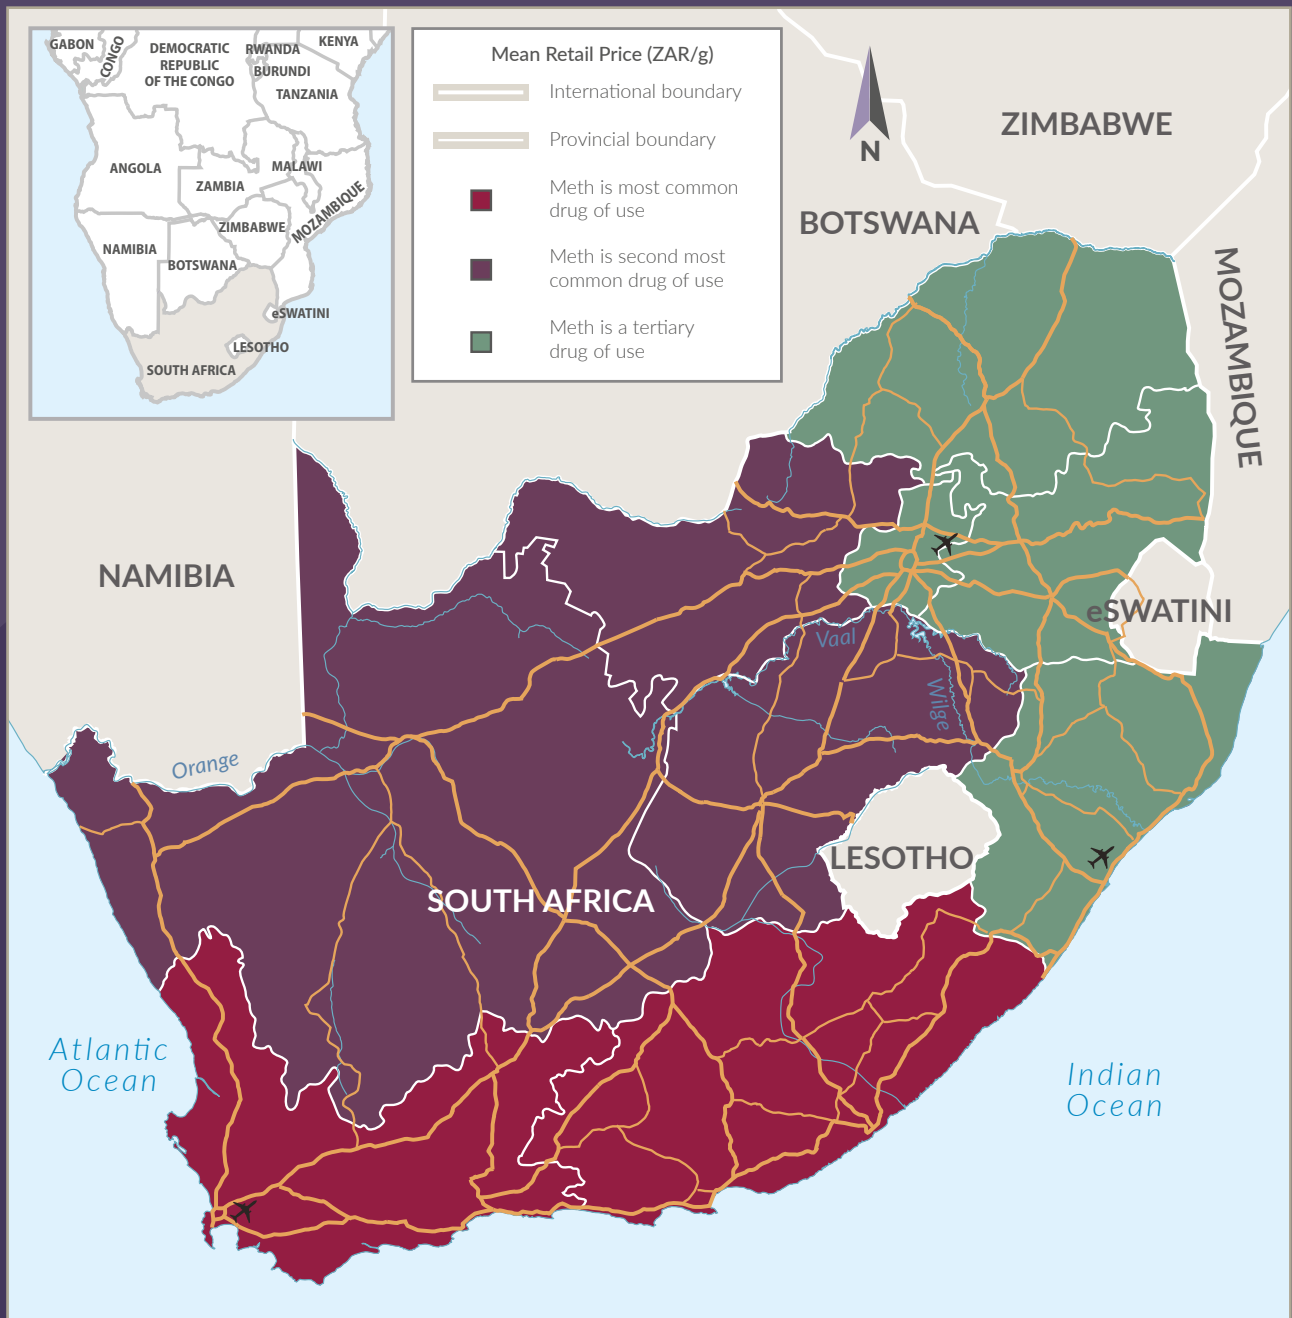 GABON
CONGO
DEMOCRATIC
REPUBLIC
OF THE CONGO
RWANDA
BURUNDI
KENYA
TANZANIA
ANGOLA
ZAMBIA
MALAWI
MOZAMBIQUE
ZIMBABWE
NAMIBIA
BOTSWANA
eSWATINI
LESOTHO
SOUTH AFRICA
Mean Retail Price (ZAR/g)
International boundary
Provincial boundary
Meth is most common
drug of use
Meth is second most
common drug of use
Meth is a tertiary
drug of use
N
ZIMBABWE
BOTSWANA
MOZAMBIQUE
NAMIBIA
eSWATINI
Vaal
Wilge
Orange
LESOTHO
SOUTH AFRICA
Atlantic
Ocean
Indian
Ocean